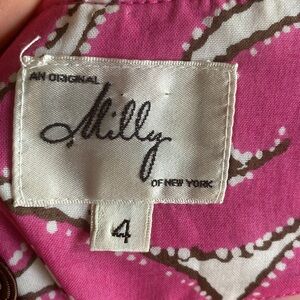 AN ORIGINAL
Milly
OF NEW YORK
4